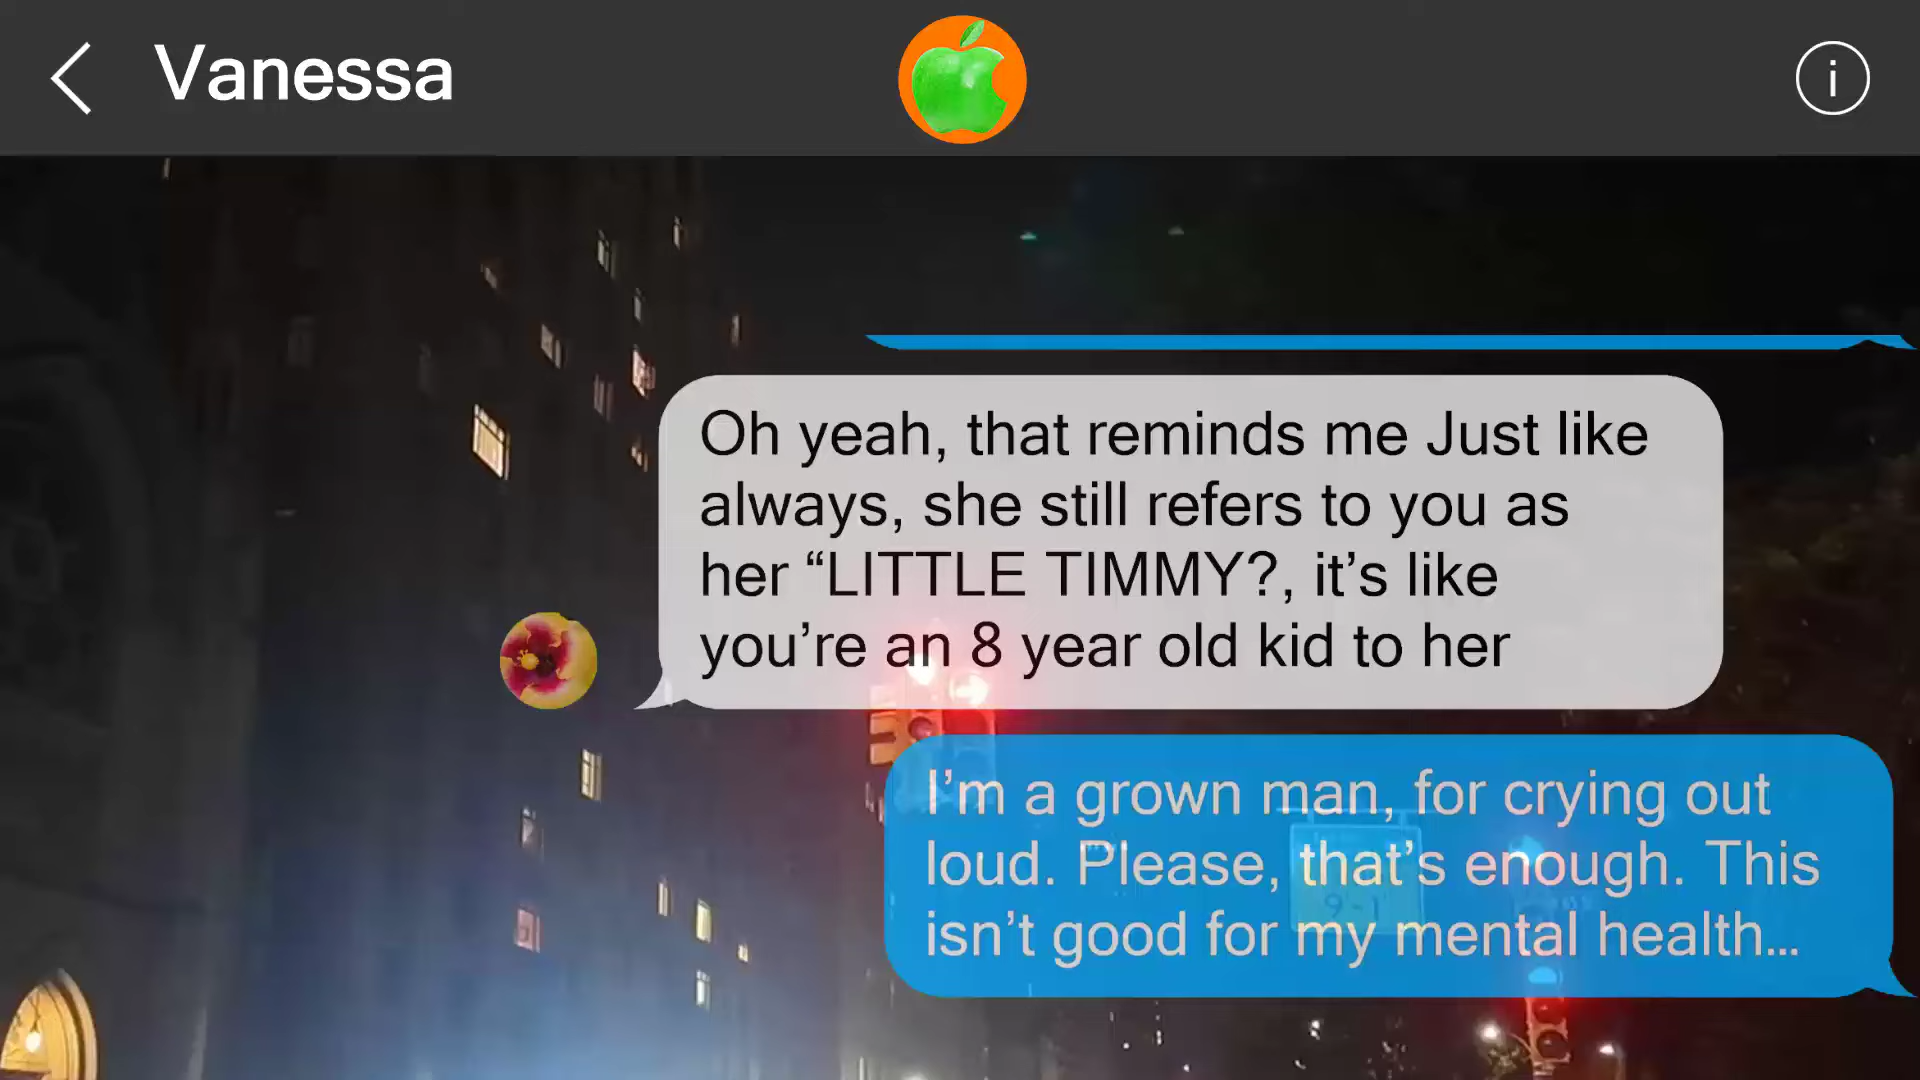 Vanessa
i
Oh yeah, that reminds me Just like
always, she still refers to you as
her “LITTLE TIMMY?, it’s like
you’re an 8 year old kid to her
I’m a grown man, for crying out
loud. Please, that’s enough. This
isn’t good for my mental health...